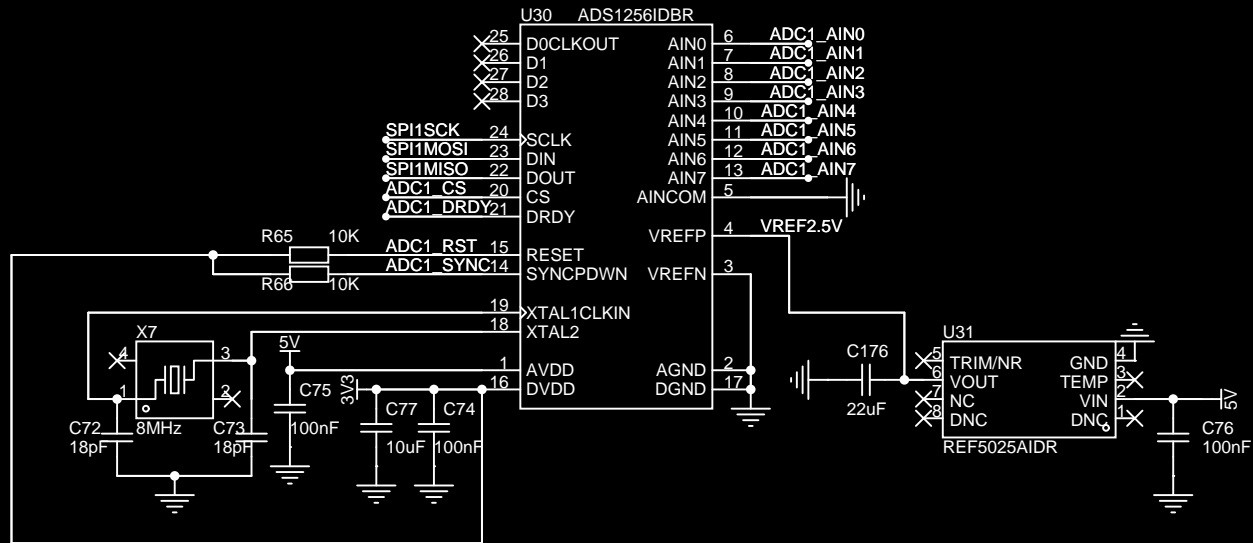 U30 ADS1256IDBR
25 D0CLKOUT AIN0 6 ADC1_AIN0
26 D1 AIN1 7 ADC1_AIN1
27 D2 AIN2 8 ADC1_AIN2
28 D3 AIN3 9 ADC1_AIN3
AIN4 10 ADC1_AIN4
SPI1SCK 24 SCLK AIN5 11 ADC1_AIN5
SPI1MOSI 23 DIN AIN6 12 ADC1_AIN6
SPI1MISO 22 DOUT AIN7 13 ADC1_AIN7
ADC1_CS 20 CS AINCOM 5
ADC1_DRDY 21 DRDY
VREFP 4 VREF2.5V
R65 10K ADC1_RST 15 RESET
R66 10K ADC1_SYNC 14 SYNCPDWN VREFN 3
19 XTAL1CLKIN
18 XTAL2
X7
4 3
1 2
8MHz
C72
18pF
C73
18pF
5V
1 AVDD AGND 2
3V3
16 DVDD DGND 17
C75
100nF
C77
10uF
C74
100nF
C176
22uF
U31
5 TRIM/NR GND 4
6 VOUT TEMP 3
7 NC VIN 2
8 DNC DNC 1
REF5025AIDR
5V
C76
100nF